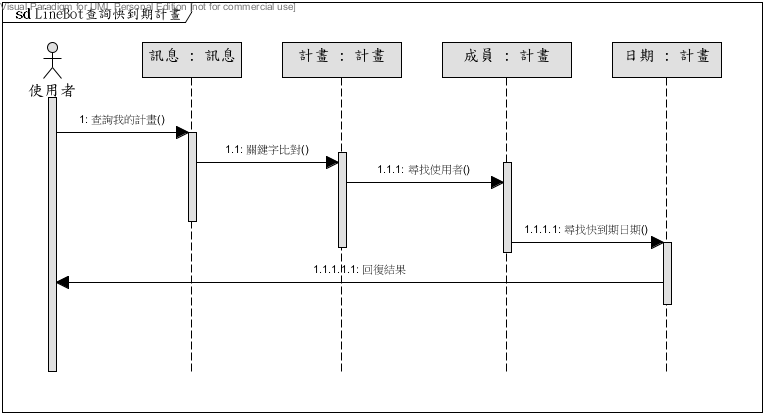 Visual Paradigm for UML Personal Edition [not for commercial use]
sd LineBot查詢快到期計畫
訊息 : 訊息
計畫 : 計畫
成員 : 計畫
日期 : 計畫
使用者
1: 查詢我的計畫()
1.1: 關鍵字比對()
1.1.1: 尋找使用者()
1.1.1.1: 尋找快到期日期()
1.1.1.1.1: 回復結果